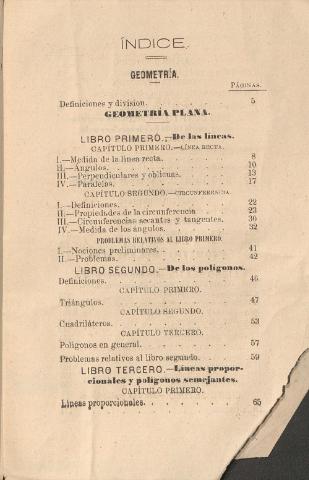 ÍNDICE.
GEOMETRÍA.
PÁGINAS.
Definiciones y division. 5
GEOMETRÍA PLANA.
LIBRO PRIMERO.—De las líneas.
CAPÍTULO PRIMERO.—LÍNEA RECTA.
I.—Medida de la línea recta. 8
II.—Ángulos. 10
III.—Perpendiculares y oblicuas. 13
IV.—Paralelas. 17
CAPÍTULO SEGUNDO.—CIRCUNFERENCIA.
I.—Definiciones. 22
II.—Propiedades de la circunferencia 23
III.—Circunferencias secantes y tangentes. 30
IV.—Medida de los ángulos. 32
PROBLEMAS RELATIVOS AL LIBRO PRIMERO.
I.—Nociones preliminares. 41
II.—Problemas. 42
LIBRO SEGUNDO.—De los polígonos.
Definiciones. 46
CAPÍTULO PRIMERO.
Triángulos. 47
CAPÍTULO SEGUNDO.
Cuadriláteros. 53
CAPÍTULO TERCERO.
Polígonos en general. 57
Problemas relativos al libro segundo. 59
LIBRO TERCERO.—Líneas propor-
cionales y polígonos semejantes.
CAPÍTULO PRIMERO.
Líneas proporcionales. 65